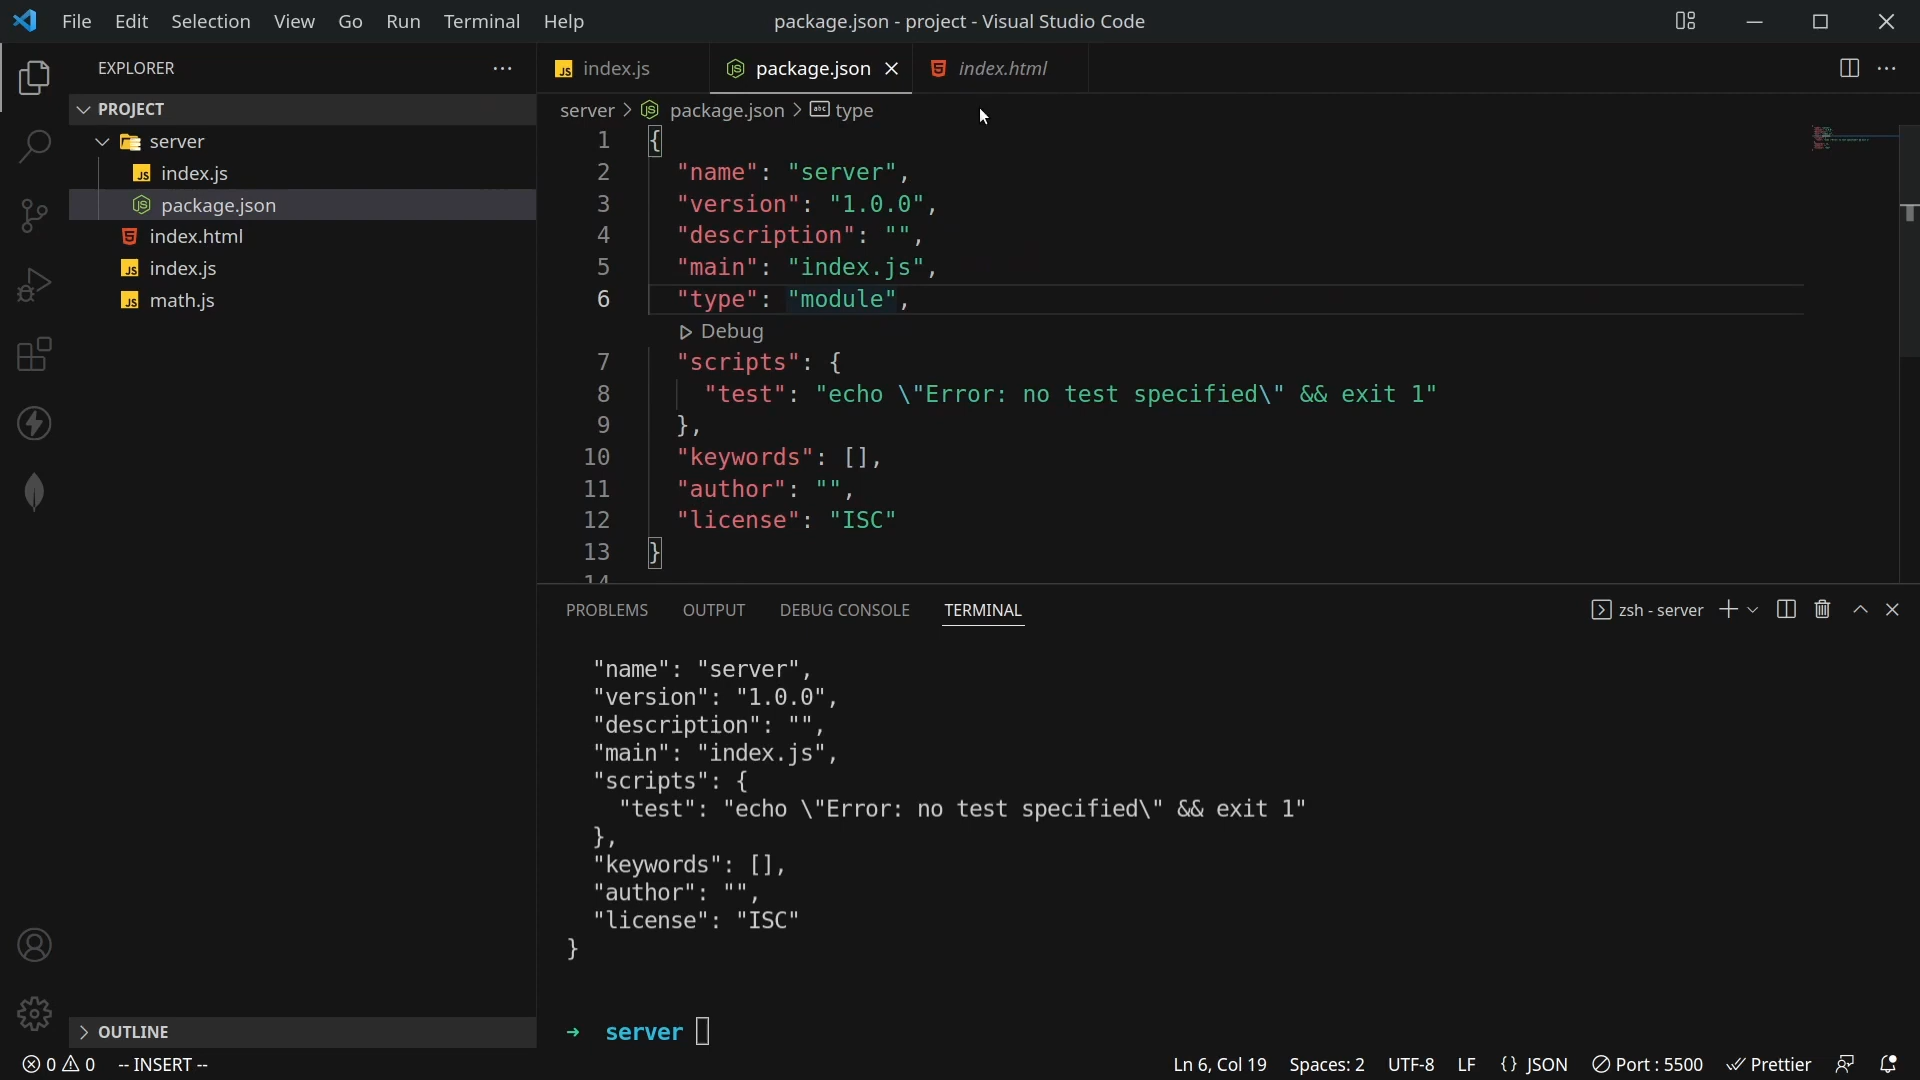 File Edit Selection View Go Run Terminal Help
package.json - project - Visual Studio Code
EXPLORER
PROJECT
server
index.js
package.json
index.html
index.js
math.js
OUTLINE
index.js package.json index.html
server > package.json > type
1 {
2 "name": "server",
3 "version": "1.0.0",
4 "description": "",
5 "main": "index.js",
6 "type": "module",
Debug
7 "scripts": {
8 "test": "echo \"Error: no test specified\" && exit 1"
9 },
10 "keywords": [],
11 "author": "",
12 "license": "ISC"
13 }
14
PROBLEMS OUTPUT DEBUG CONSOLE TERMINAL
zsh - server
"name": "server",
"version": "1.0.0",
"description": "",
"main": "index.js",
"scripts": {
"test": "echo \"Error: no test specified\" && exit 1"
},
"keywords": [],
"author": "",
"license": "ISC"
}
→ server
0 0 -- INSERT --
Ln 6, Col 19 Spaces: 2 UTF-8 LF {} JSON Port : 5500 Prettier